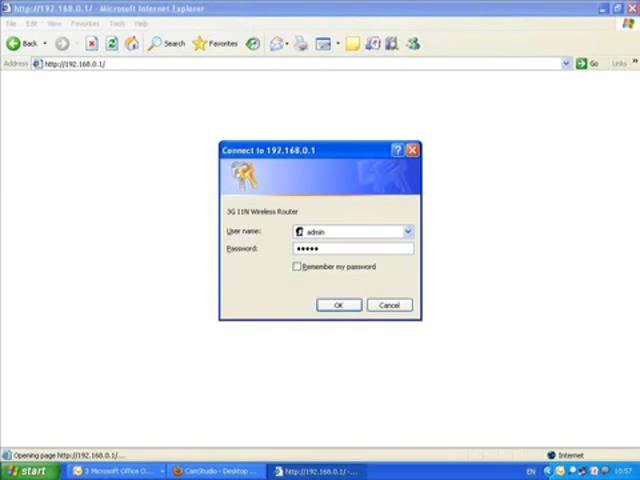 http://192.168.0.1/ - Microsoft Internet Explorer
File Edit View Favorites Tools Help
Back Search Favorites
Address http://192.168.0.1/ Go Links »
Connect to 192.168.0.1
3G 11N Wireless Router
User name: admin
Password: •••••
Remember my password
OK Cancel
Opening page http://192.168.0.1/... Internet
start 3 Microsoft Office O... CamStudio - Desktop ... http://192.168.0.1/ -... EN 10:57